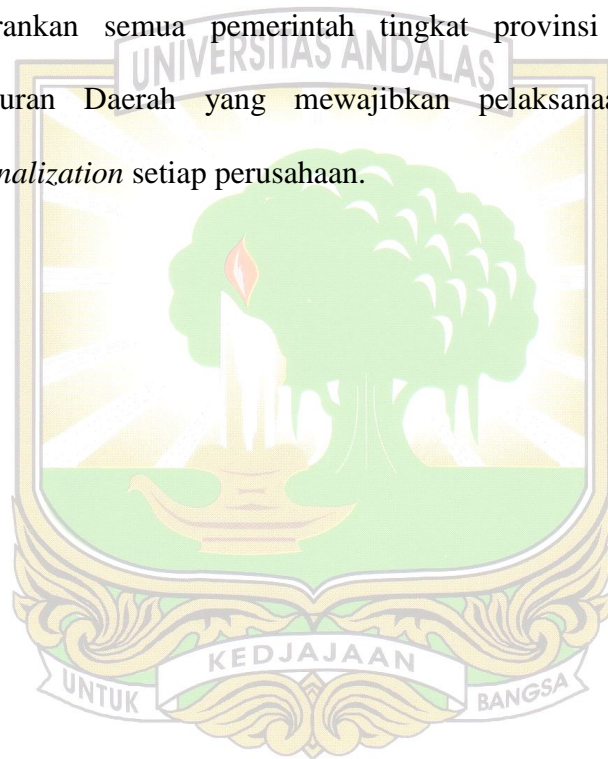 rankan semua pemerintah tingkat provinsi
UNIVERSITAS ANDALAS
uran Daerah yang mewajibkan pelaksanaa
nalization setiap perusahaan.
KEDJAJAAN
UNTUK BANGSA